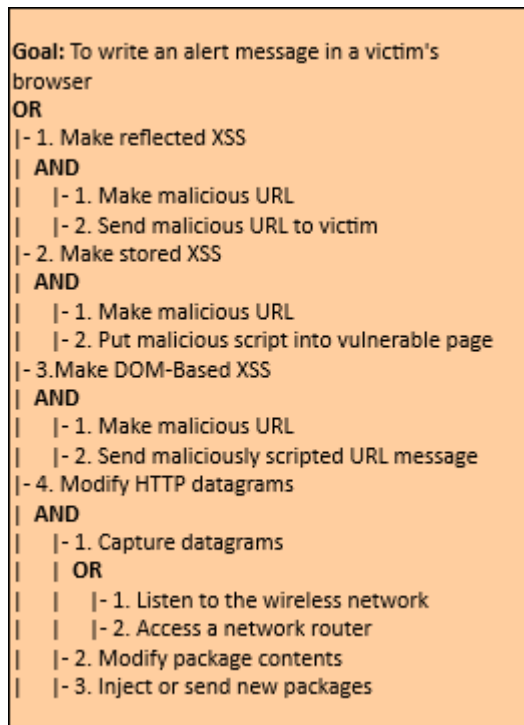 Goal: To write an alert message in a victim's
browser
OR
|- 1. Make reflected XSS
| AND
| |- 1. Make malicious URL
| |- 2. Send malicious URL to victim
|- 2. Make stored XSS
| AND
| |- 1. Make malicious URL
| |- 2. Put malicious script into vulnerable page
|- 3.Make DOM-Based XSS
| AND
| |- 1. Make malicious URL
| |- 2. Send maliciously scripted URL message
|- 4. Modify HTTP datagrams
| AND
| |- 1. Capture datagrams
| | OR
| | |- 1. Listen to the wireless network
| | |- 2. Access a network router
| |- 2. Modify package contents
| |- 3. Inject or send new packages